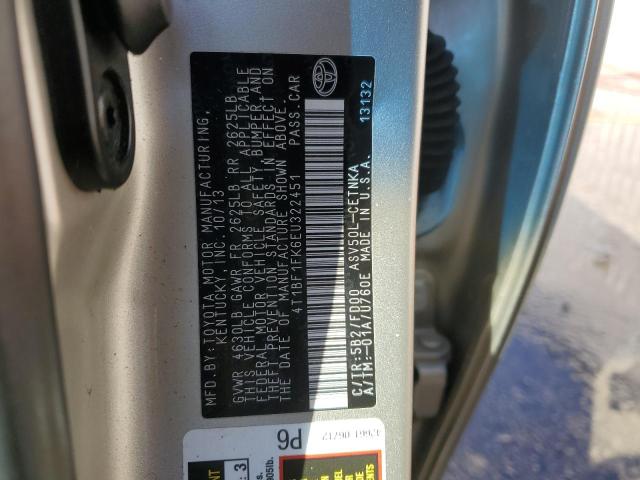 MFD. BY: TOYOTA MOTOR MANUFACTURING,
KENTUCKY, INC. 10/13
GVWR 4630LB GAWR FR 2625LB RR 2625LB
THIS VEHICLE CONFORMS TO ALL APPLICABLE
FEDERAL MOTOR VEHICLE SAFETY, BUMPER, AND
THEFT PREVENTION STANDARDS IN EFFECT ON
THE DATE OF MANUFACTURE SHOWN ABOVE.
4T1BF1FK6EU322451 PASS.CAR
C/TR:5B2/FD00 ASV50L-CETNKA
A/TM:-01A/U760E MADE IN U.S.A. 13132
P6
3